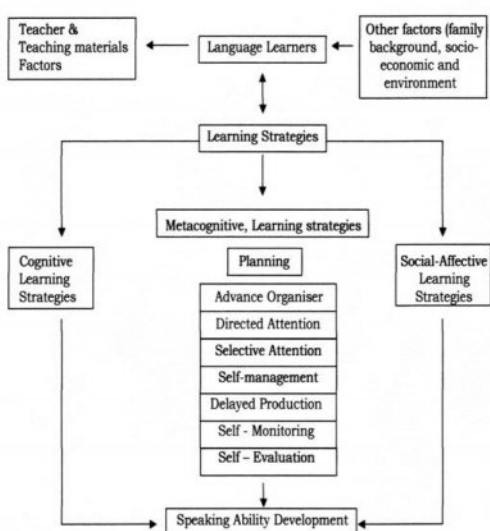 Teacher &
Teaching materials
Factors
Language Learners
Other factors (family
background, socio-
economic and
environment
Learning Strategies
Metacognitive, Learning strategies
Cognitive
Learning
Strategies
Planning
Social-Affective
Learning
Strategies
Advance Organiser
Directed Attention
Selective Attention
Self-management
Delayed Production
Self - Monitoring
Self – Evaluation
Speaking Ability Development